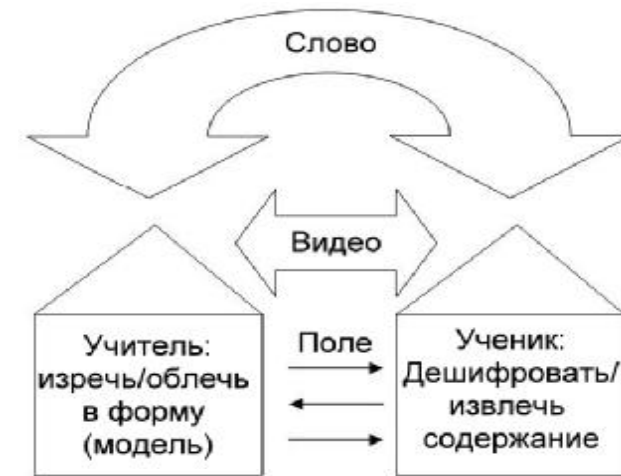 Слово
Видео
Учитель:
изречь/облечь
в форму
(модель)
Поле
Ученик:
Дешифровать/
извлечь
содержание